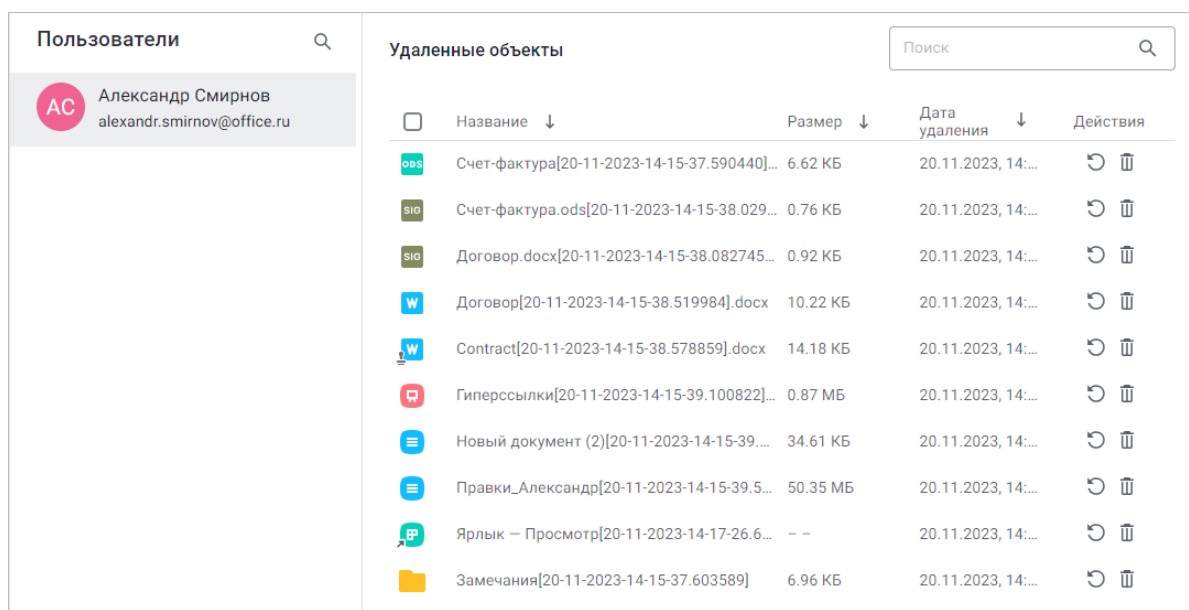 Пользователи
AC
Александр Смирнов
alexandr.smirnov@office.ru
Удаленные объекты
Поиск
Название ↓ Размер ↓ Дата удаления ↓ Действия
ODS Счет-фактура[20-11-2023-14-15-37.590440]... 6.62 КБ 20.11.2023, 14:...
SIG Счет-фактура.ods[20-11-2023-14-15-38.029... 0.76 КБ 20.11.2023, 14:...
SIG Договор.docx[20-11-2023-14-15-38.082745... 0.92 КБ 20.11.2023, 14:...
W Договор[20-11-2023-14-15-38.519984].docx 10.22 КБ 20.11.2023, 14:...
W Contract[20-11-2023-14-15-38.578859].docx 14.18 КБ 20.11.2023, 14:...
Гиперссылки[20-11-2023-14-15-39.100822]... 0.87 МБ 20.11.2023, 14:...
Новый документ (2)[20-11-2023-14-15-39.... 34.61 КБ 20.11.2023, 14:...
Правки_Александр[20-11-2023-14-15-39.5... 50.35 МБ 20.11.2023, 14:...
Ярлык — Просмотр[20-11-2023-14-17-26.6... – – 20.11.2023, 14:...
Замечания[20-11-2023-14-15-37.603589] 6.96 КБ 20.11.2023, 14:...